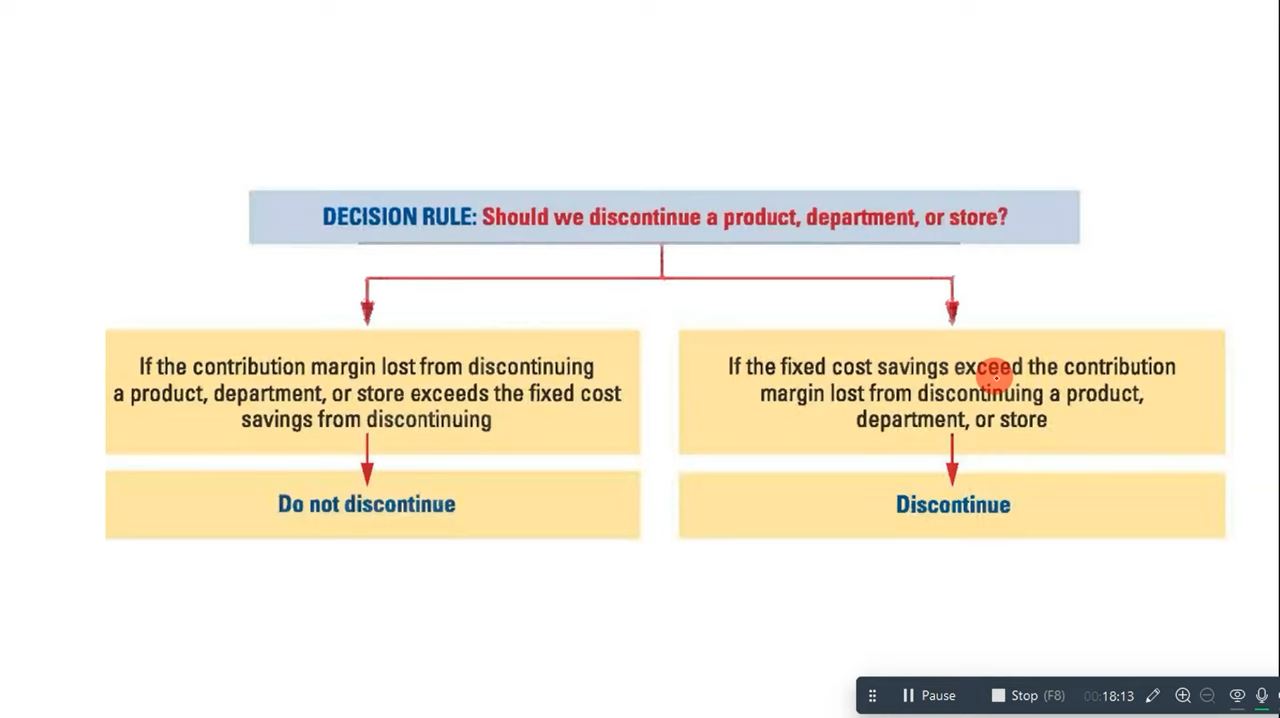 DECISION RULE: Should we discontinue a product, department, or store?
If the contribution margin lost from discontinuing
a product, department, or store exceeds the fixed cost
savings from discontinuing
Do not discontinue
If the fixed cost savings exceed the contribution
margin lost from discontinuing a product,
department, or store
Discontinue
Pause Stop (F8) 00:18:13